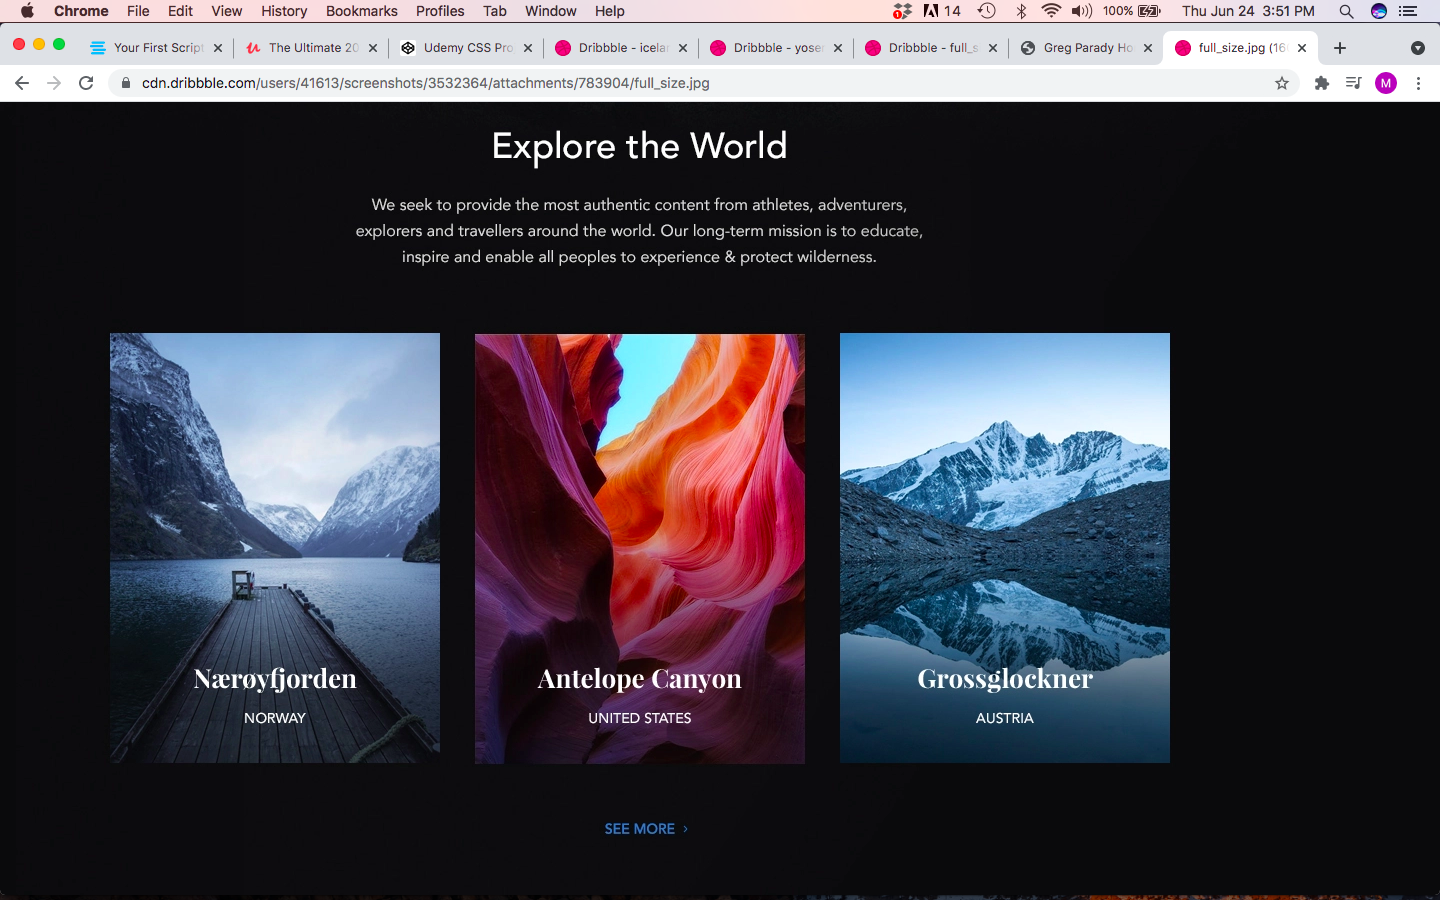 Chrome File Edit View History Bookmarks Profiles Tab Window Help 1 14 100% Thu Jun 24 3:51 PM
Your First Script The Ultimate 20 Udemy CSS Pro Dribbble - icelan Dribbble - yosen Dribbble - full_s Greg Parady Ho full_size.jpg (16
cdn.dribbble.com/users/41613/screenshots/3532364/attachments/783904/full_size.jpg M
Explore the World
We seek to provide the most authentic content from athletes, adventurers,
explorers and travellers around the world. Our long-term mission is to educate,
inspire and enable all peoples to experience & protect wilderness.
Nærøyfjorden
NORWAY
Antelope Canyon
UNITED STATES
Grossglockner
AUSTRIA
SEE MORE >